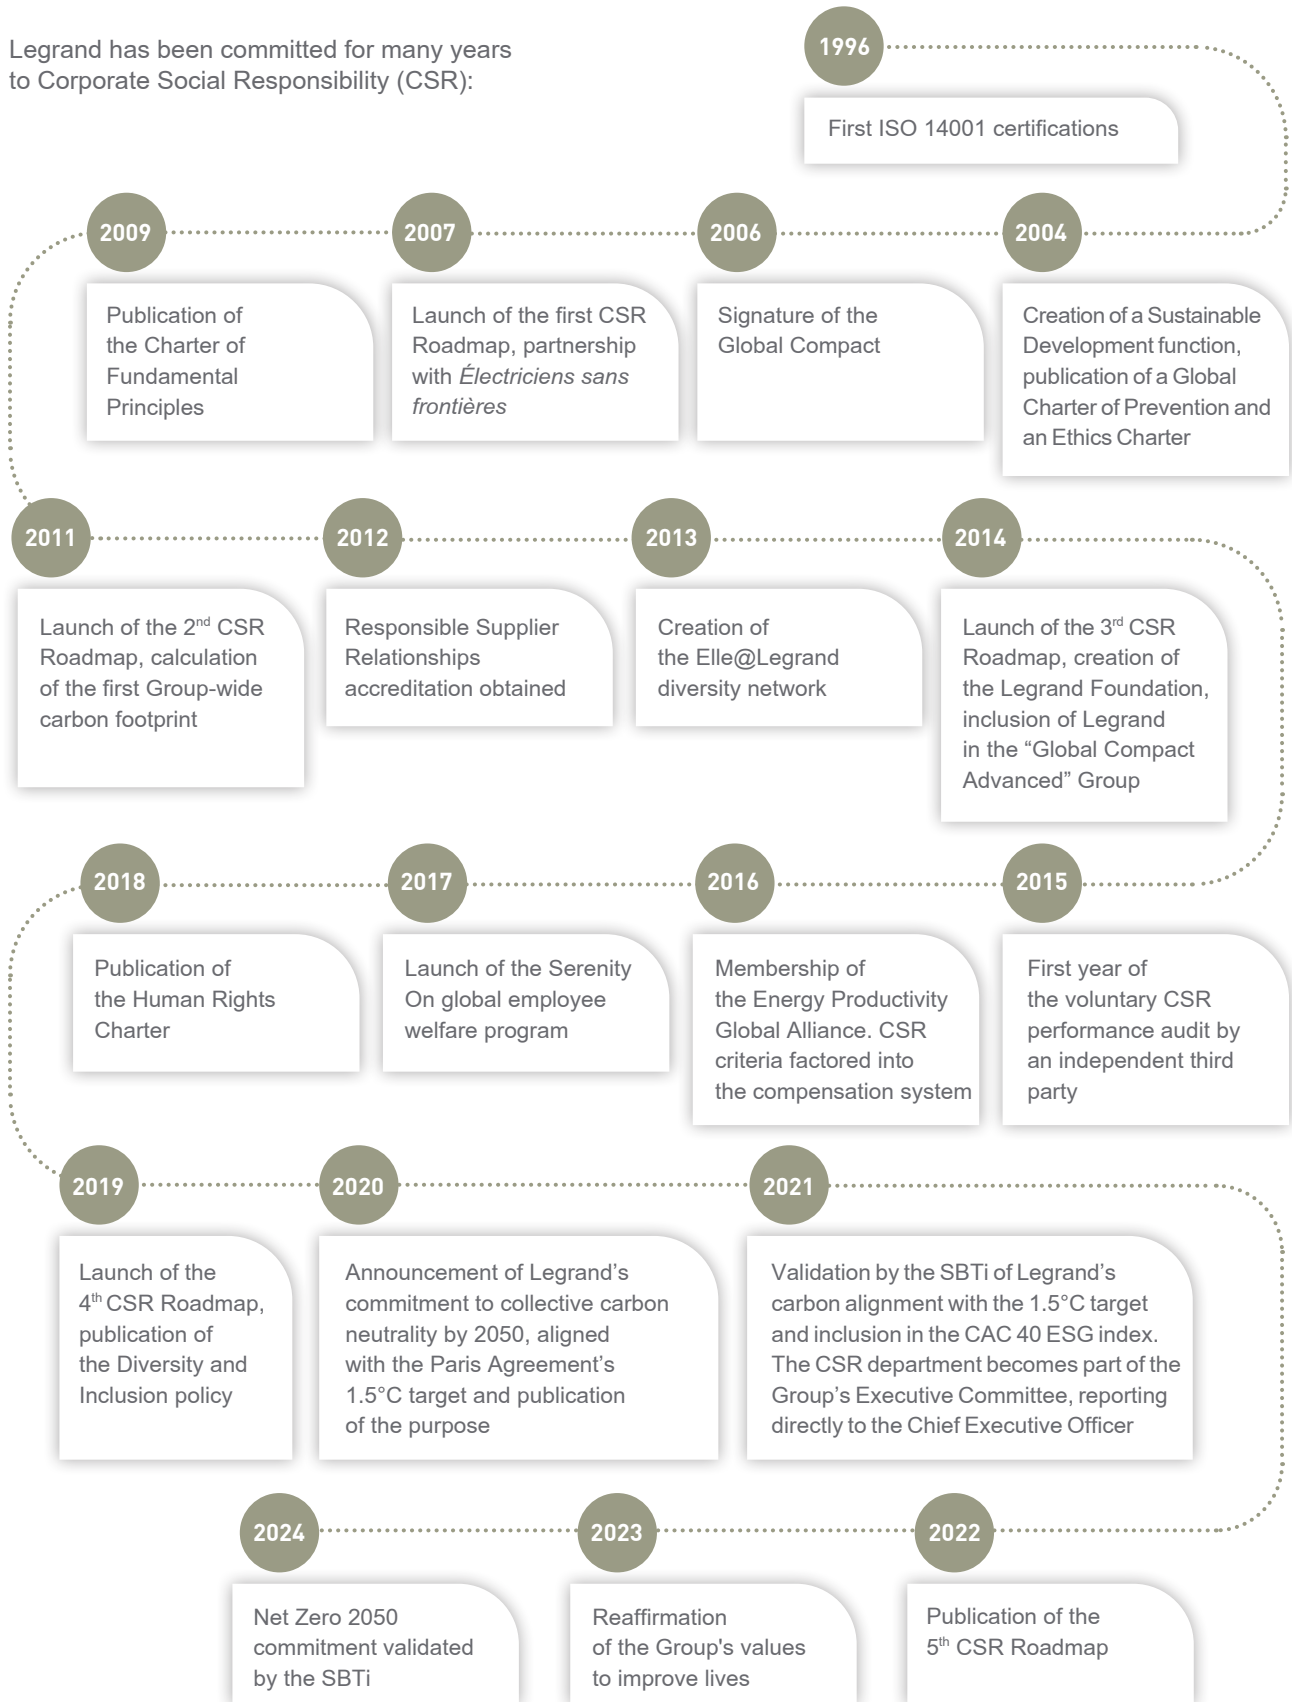 Legrand has been committed for many years
to Corporate Social Responsibility (CSR):
1996
First ISO 14001 certifications
2004
Creation of a Sustainable
Development function,
publication of a Global
Charter of Prevention and
an Ethics Charter
2006
Signature of the
Global Compact
2007
Launch of the first CSR
Roadmap, partnership
with Électriciens sans
frontières
2009
Publication of
the Charter of
Fundamental
Principles
2011
Launch of the 2nd CSR
Roadmap, calculation
of the first Group-wide
carbon footprint
2012
Responsible Supplier
Relationships
accreditation obtained
2013
Creation of
the Elle@Legrand
diversity network
2014
Launch of the 3rd CSR
Roadmap, creation of
the Legrand Foundation,
inclusion of Legrand
in the “Global Compact
Advanced” Group
2015
First year of
the voluntary CSR
performance audit by
an independent third
party
2016
Membership of
the Energy Productivity
Global Alliance. CSR
criteria factored into
the compensation system
2017
Launch of the Serenity
On global employee
welfare program
2018
Publication of
the Human Rights
Charter
2019
Launch of the
4th CSR Roadmap,
publication of
the Diversity and
Inclusion policy
2020
Announcement of Legrand’s
commitment to collective carbon
neutrality by 2050, aligned
with the Paris Agreement’s
1.5°C target and publication
of the purpose
2021
Validation by the SBTi of Legrand’s
carbon alignment with the 1.5°C target
and inclusion in the CAC 40 ESG index.
The CSR department becomes part of the
Group’s Executive Committee, reporting
directly to the Chief Executive Officer
2022
Publication of the
5th CSR Roadmap
2023
Reaffirmation
of the Group's values
to improve lives
2024
Net Zero 2050
commitment validated
by the SBTi